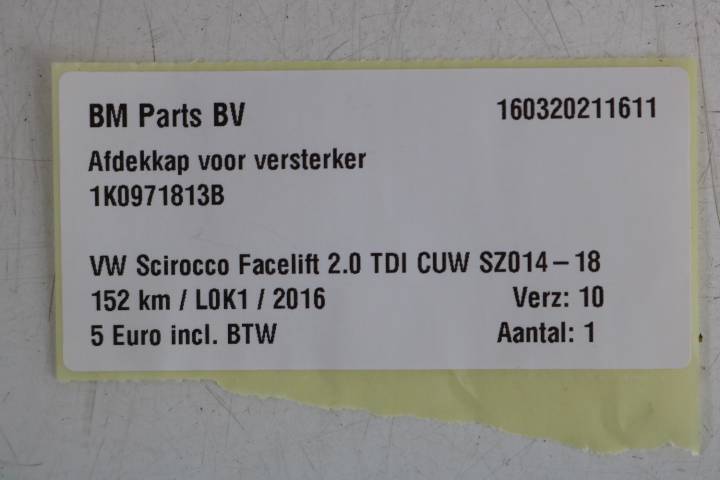 BM Parts BV 160320211611
Afdekkap voor versterker
1K0971813B
VW Scirocco Facelift 2.0 TDI CUW SZ014-18
152 km / L0K1 / 2016 Verz: 10
5 Euro incl. BTW Aantal: 1